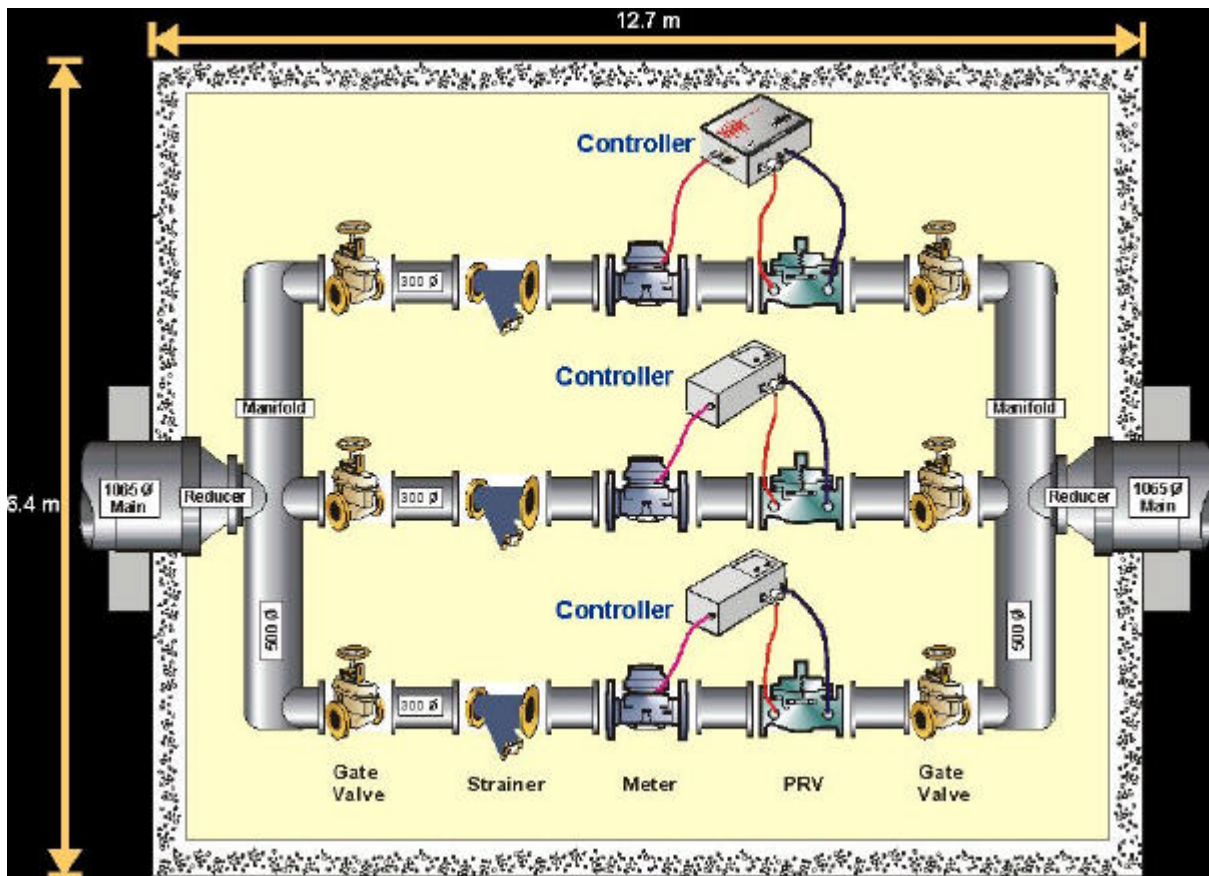 12.7 m
Controller
300 Ø
Controller
Manifold
Manifold
6.4 m
1065 Ø
Main
Reducer
300 Ø
Reducer
1065 Ø
Main
Controller
500 Ø
500 Ø
300 Ø
Gate
Valve
Strainer
Meter
PRV
Gate
Valve